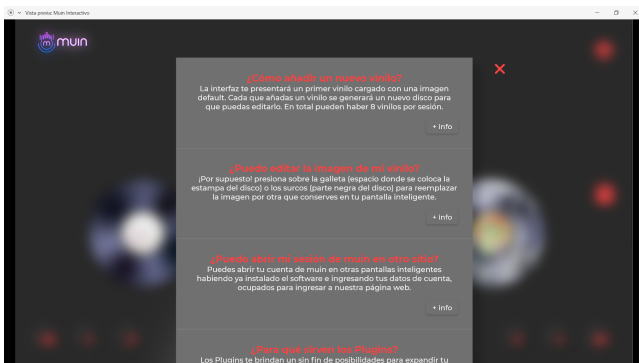 Vista previa: Muin Interactivo
muin
¿Cómo añadir un nuevo vinilo?
La interfaz te presentará un primer vinilo cargado con una imagen
default. Cada que añadas un vinilo se generará un nuevo disco para
que puedas editarlo. En total pueden haber 8 vinilos por sesión.
+ Info
¿Puedo editar la imagen de mi vinilo?
¡Por supuesto! presiona sobre la galleta (espacio donde se coloca la
estampa del disco) o los surcos (parte negra del disco) para reemplazar
la imagen por otra que conserves en tu pantalla inteligente.
+ Info
¿Puedo abrir mi sesión de muin en otro sitio?
Puedes abrir tu cuenta de muin en otras pantallas inteligentes
habiendo ya instalado el software e ingresando tus datos de cuenta,
ocupados para ingresar a nuestra página web.
+ Info
¿Para qué sirven los Plugins?
Los Plugins te brindan un sin fin de posibilidades para expandir tu